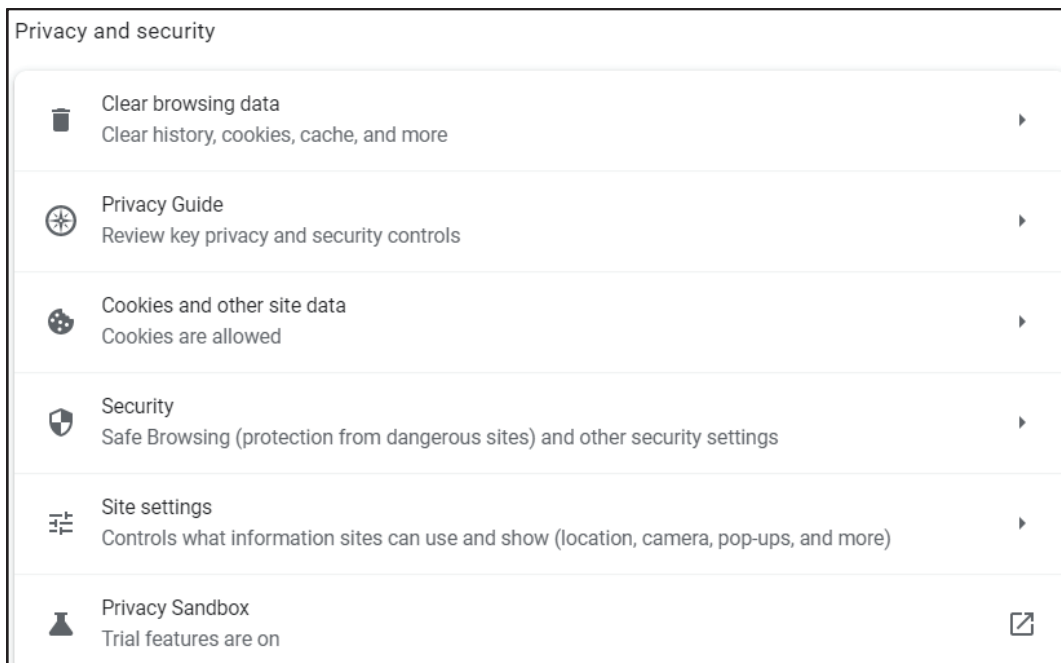 Privacy and security
Clear browsing data
Clear history, cookies, cache, and more
Privacy Guide
Review key privacy and security controls
Cookies and other site data
Cookies are allowed
Security
Safe Browsing (protection from dangerous sites) and other security settings
Site settings
Controls what information sites can use and show (location, camera, pop-ups, and more)
Privacy Sandbox
Trial features are on